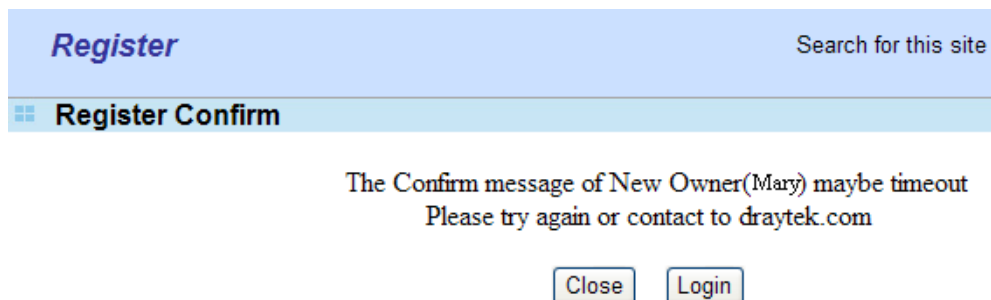 Register
Search for this site
Register Confirm
The Confirm message of New Owner(Mary) maybe timeout
Please try again or contact to draytek.com
Close Login